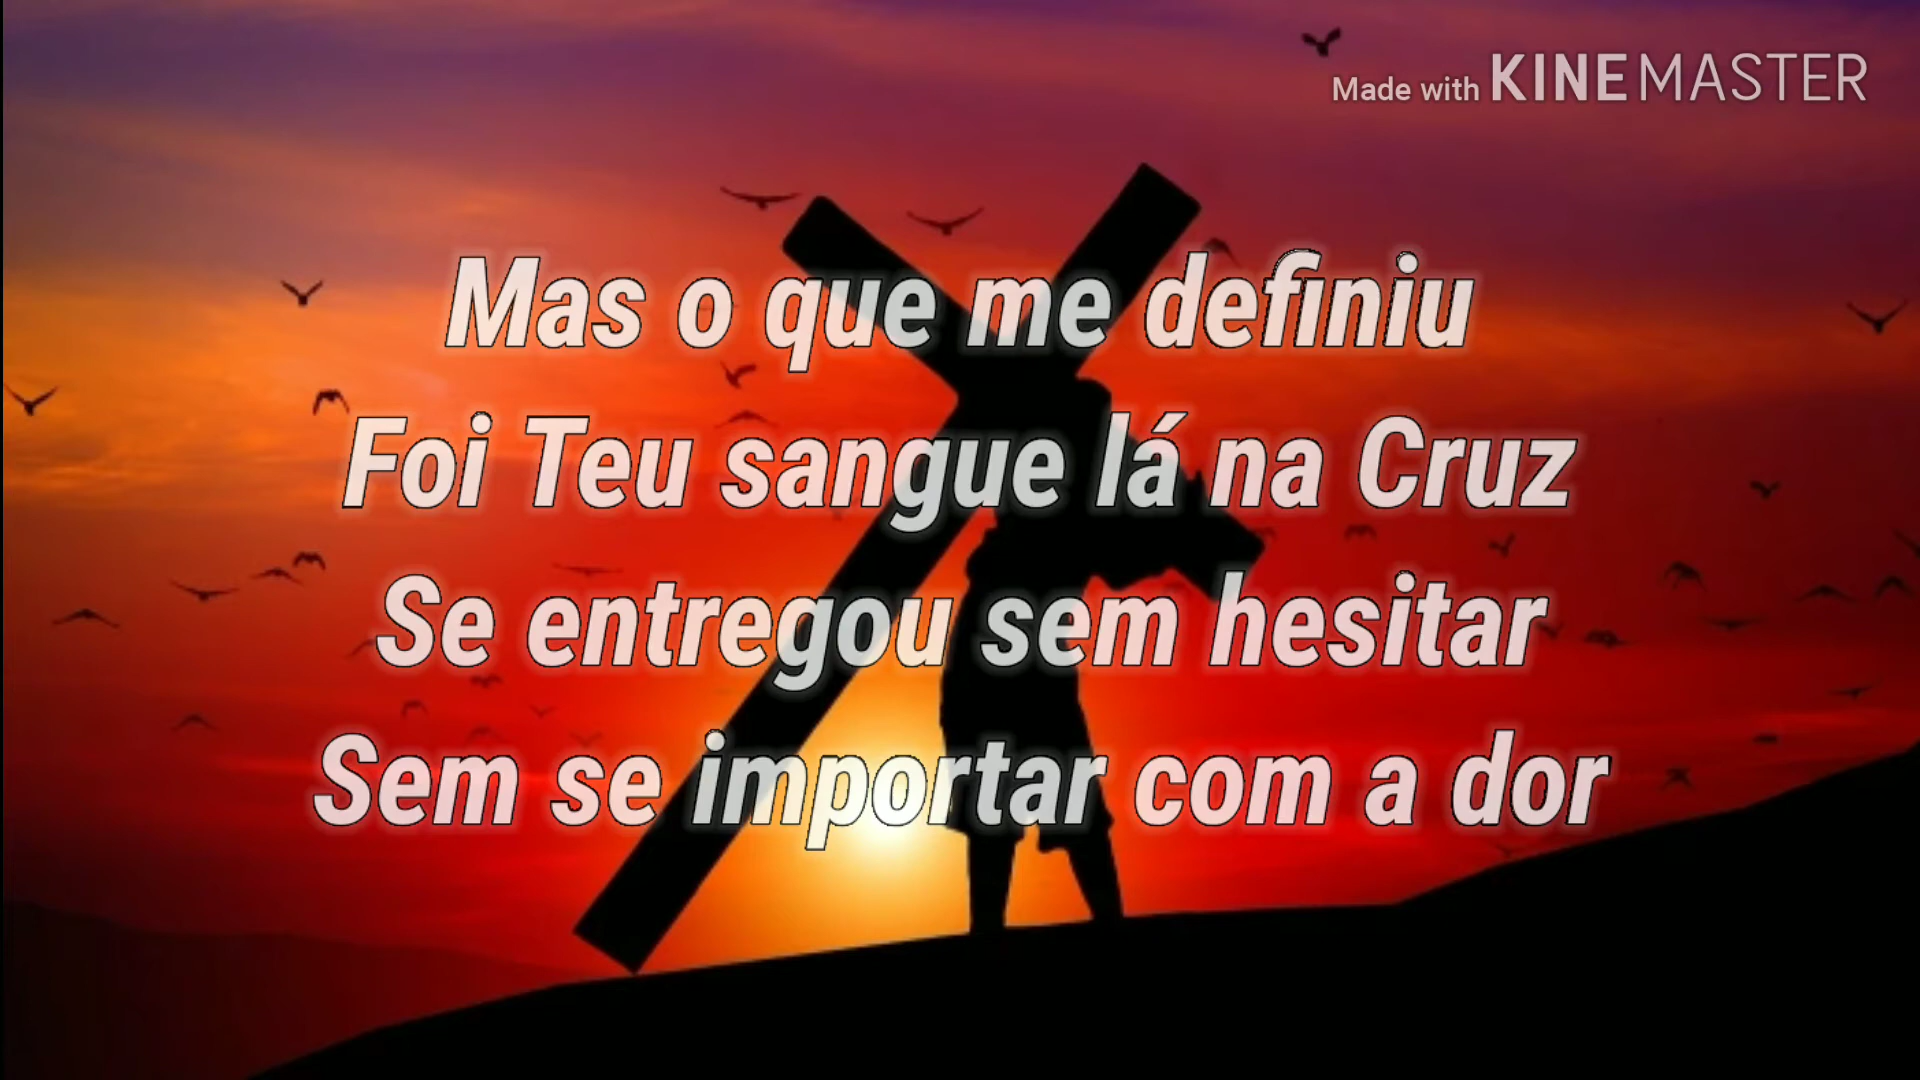 Made with KINEMASTER
Mas o que me definiu
Foi Teu sangue lá na Cruz
Se entregou sem hesitar
Sem se importar com a dor